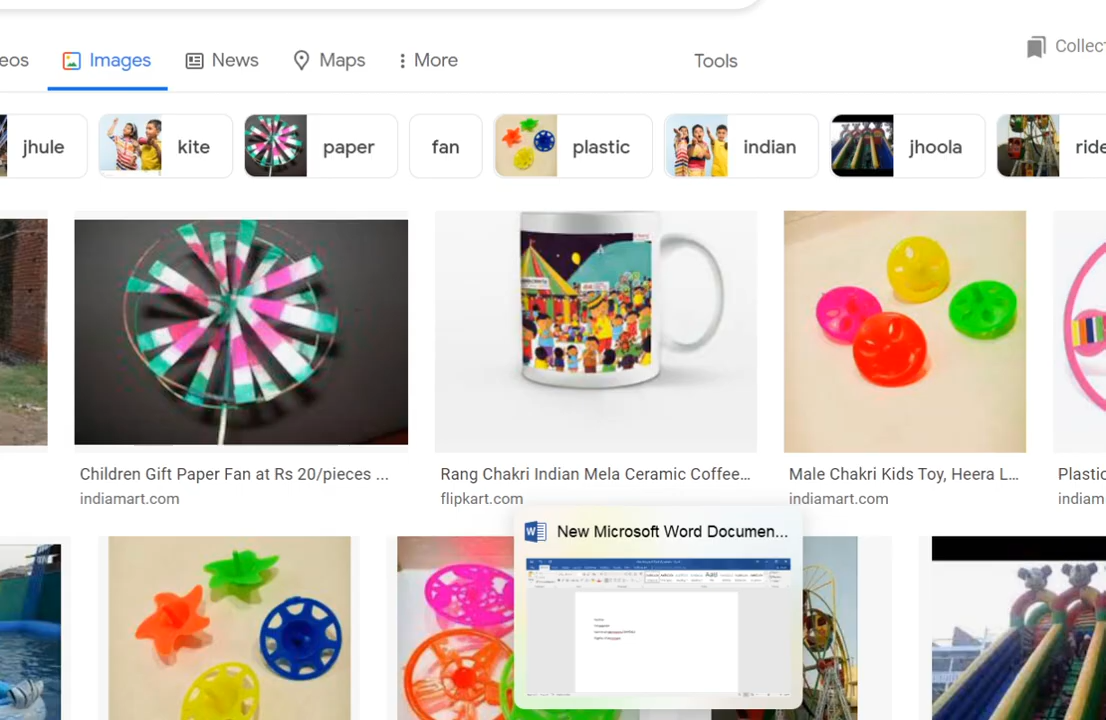 eos Images News Maps More Tools Collect
jhule kite paper fan plastic indian jhoola ride
Children Gift Paper Fan at Rs 20/pieces ... Rang Chakri Indian Mela Ceramic Coffee... Male Chakri Kids Toy, Heera L... Plastic
indiamart.com flipkart.com indiamart.com indiam
New Microsoft Word Documen...